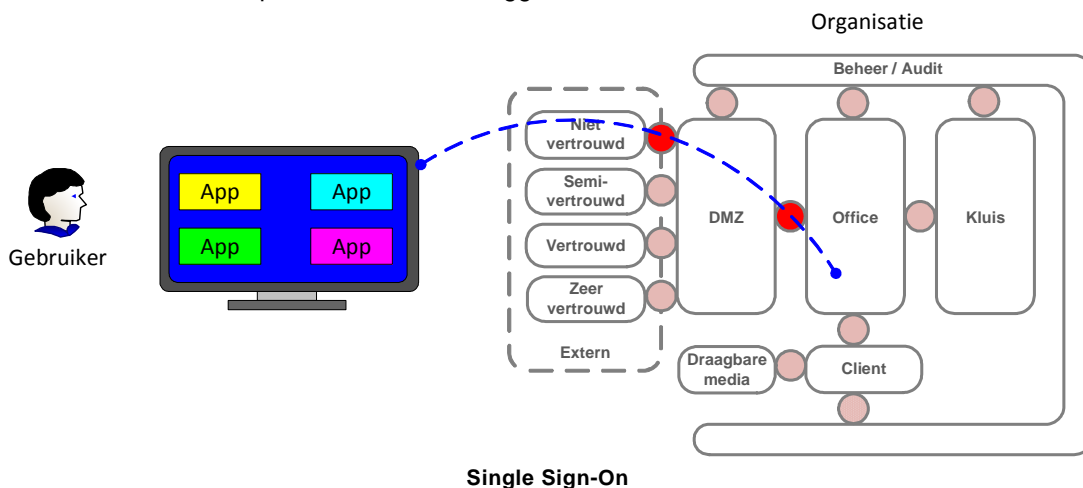 Organisatie
Beheer / Audit
Niet
vertrouwd
Semi-
vertrouwd
Vertrouwd
Zeer
vertrouwd
Extern
DMZ
Office
Kluis
Draagbare
media
Client
App
App
App
App
Gebruiker
Single Sign-On